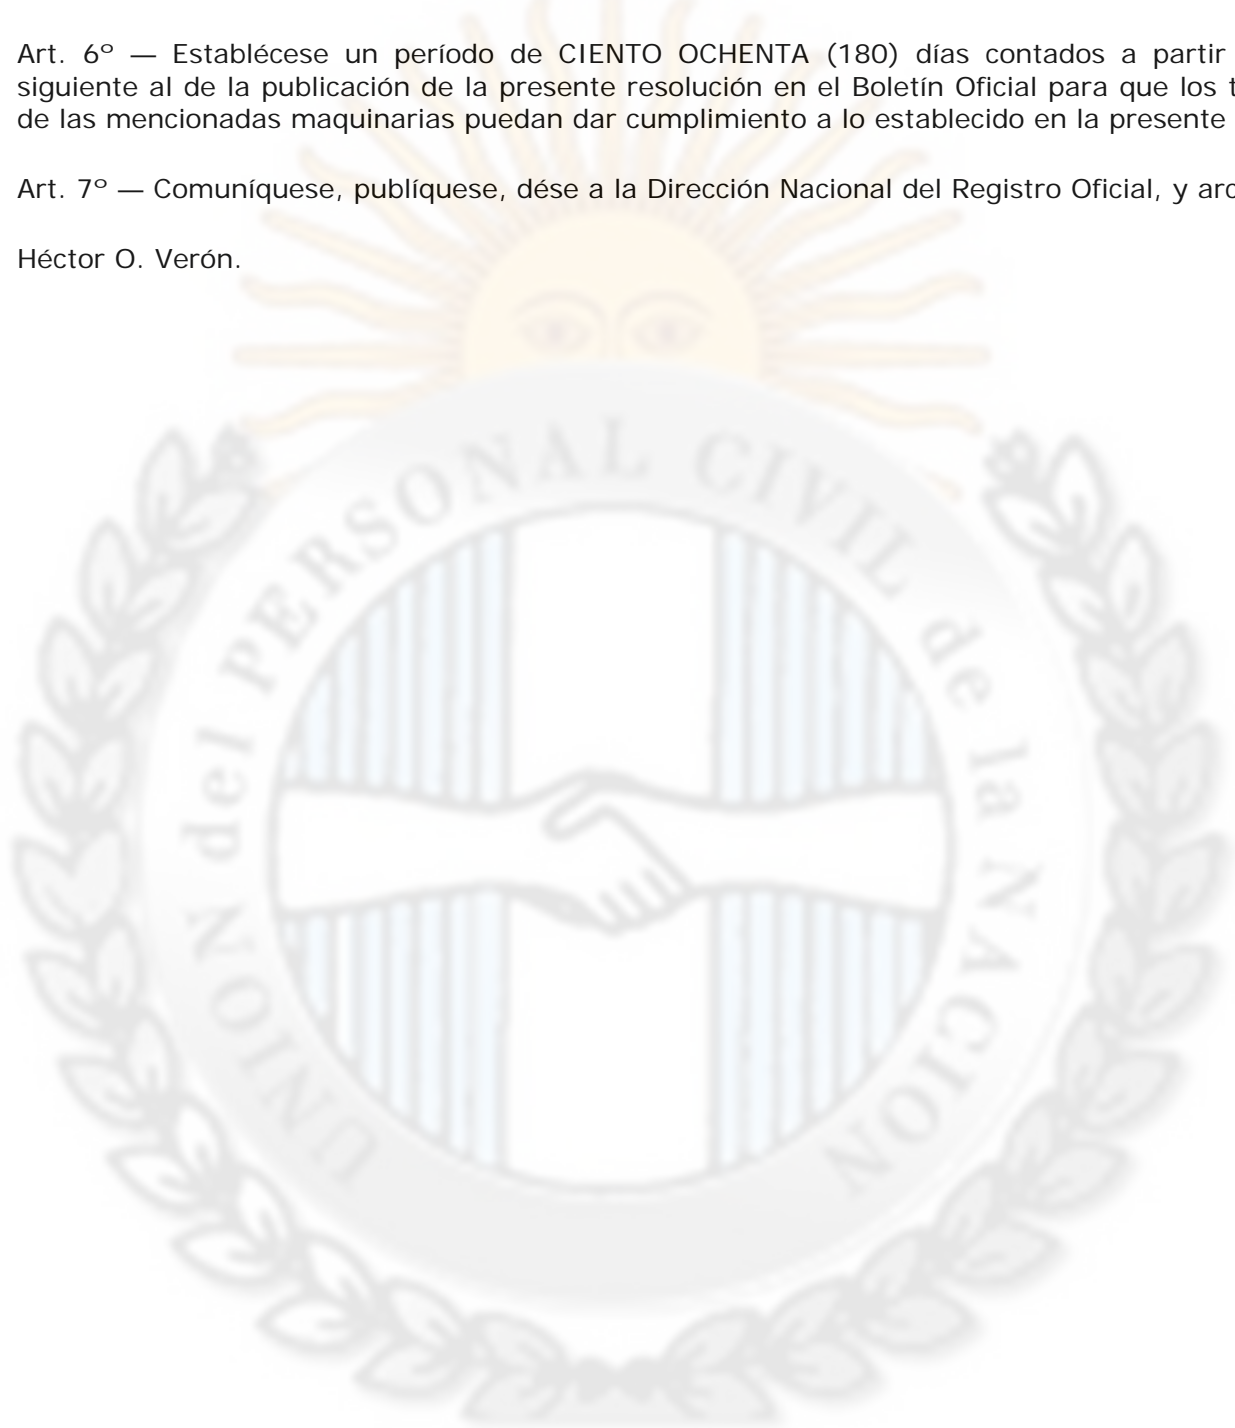 Art. 6º — Establécese un período de CIENTO OCHENTA (180) días contados a partir
siguiente al de la publicación de la presente resolución en el Boletín Oficial para que los
de las mencionadas maquinarias puedan dar cumplimiento a lo establecido en la presente
Art. 7º — Comuníquese, publíquese, dése a la Dirección Nacional del Registro Oficial, y
Héctor O. Verón.
UNION del PERSONAL CIVIL de la NACION